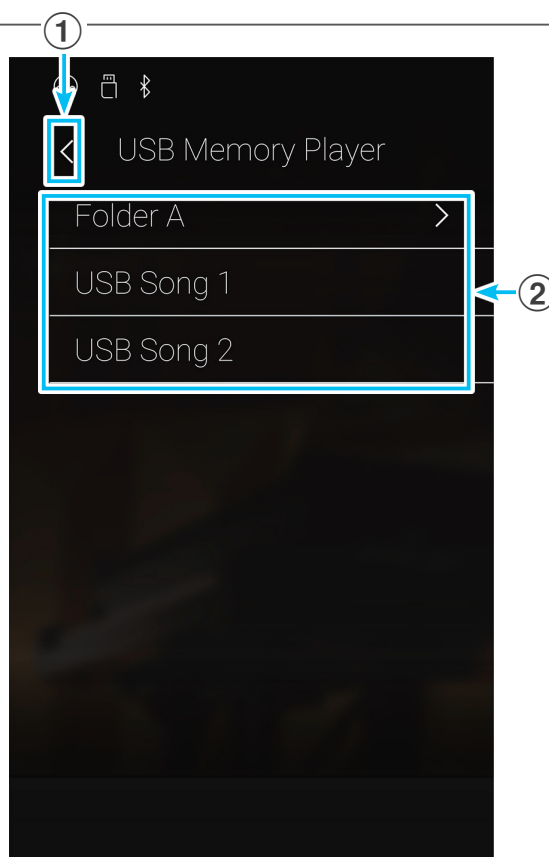 1
USB Memory Player
Folder A
USB Song 1
2
USB Song 2